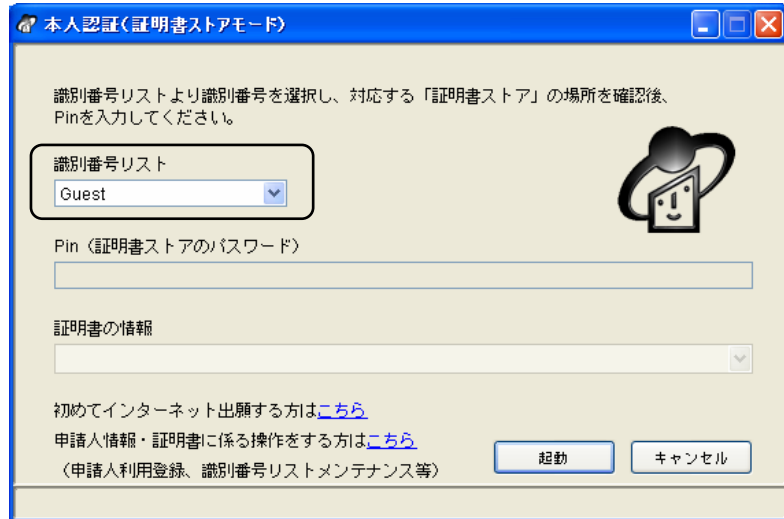 本人認証(証明書ストアモード)
識別番号リストより識別番号を選択し、対応する「証明書ストア」の場所を確認後、
Pinを入力してください。
識別番号リスト
Guest
Pin（証明書ストアのパスワード）
証明書の情報
初めてインターネット出願する方はこちら
申請人情報・証明書に係る操作をする方はこちら
（申請人利用登録、識別番号リストメンテナンス等）
起動
キャンセル